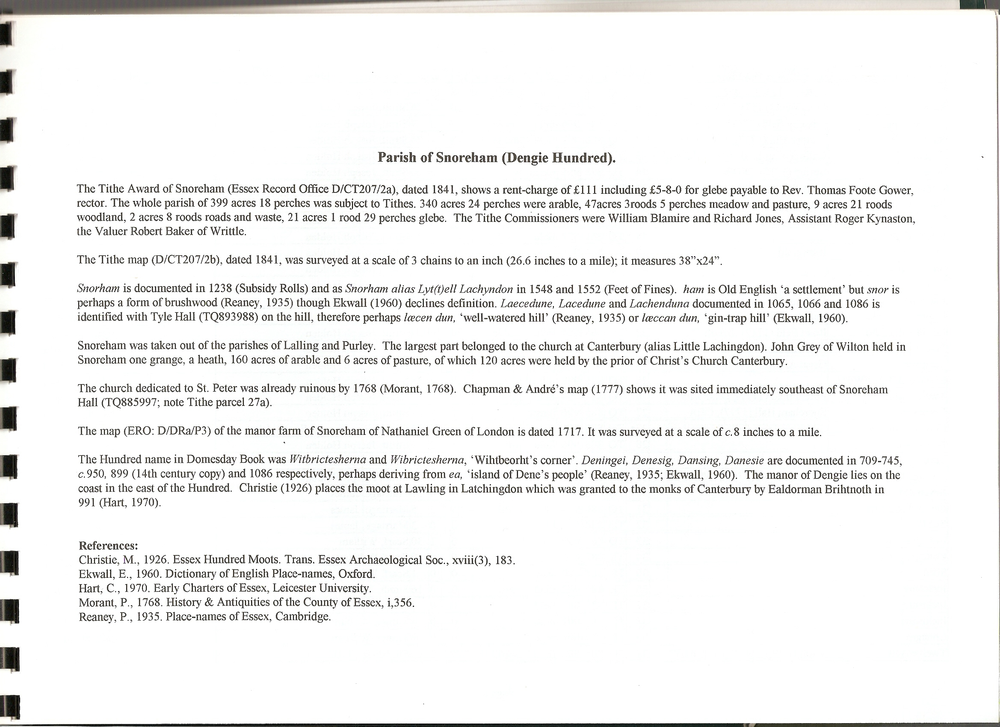 Parish of Snoreham (Dengie Hundred).
The Tithe Award of Snoreham (Essex Record Office D/CT207/2a), dated 1841, shows a rent-charge of £111 including £5-8-0 for glebe payable to Rev. Thomas Foote Gower,
rector. The whole parish of 399 acres 18 perches was subject to Tithes. 340 acres 24 perches were arable, 47acres 3roods 5 perches meadow and pasture, 9 acres 21 roods
woodland, 2 acres 8 roods roads and waste, 21 acres 1 rood 29 perches glebe. The Tithe Commissioners were William Blamire and Richard Jones, Assistant Roger Kynaston,
the Valuer Robert Baker of Writtle.
The Tithe map (D/CT207/2b), dated 1841, was surveyed at a scale of 3 chains to an inch (26.6 inches to a mile); it measures 38”x24”.
Snorham is documented in 1238 (Subsidy Rolls) and as Snorham alias Lyt(t)ell Lachyndon in 1548 and 1552 (Feet of Fines). ham is Old English ‘a settlement’ but snor is
perhaps a form of brushwood (Reaney, 1935) though Ekwall (1960) declines definition. Laecedune, Lacedune and Lachenduna documented in 1065, 1066 and 1086 is
identified with Tyle Hall (TQ893988) on the hill, therefore perhaps læcen dun, ‘well-watered hill’ (Reaney, 1935) or læccan dun, ‘gin-trap hill’ (Ekwall, 1960).
Snoreham was taken out of the parishes of Lalling and Purley. The largest part belonged to the church at Canterbury (alias Little Lachingdon). John Grey of Wilton held in
Snoreham one grange, a heath, 160 acres of arable and 6 acres of pasture, of which 120 acres were held by the prior of Christ’s Church Canterbury.
The church dedicated to St. Peter was already ruinous by 1768 (Morant, 1768). Chapman & André’s map (1777) shows it was sited immediately southeast of Snoreham
Hall (TQ885997; note Tithe parcel 27a).
The map (ERO: D/DRa/P3) of the manor farm of Snoreham of Nathaniel Green of London is dated 1717. It was surveyed at a scale of c.8 inches to a mile.
The Hundred name in Domesday Book was Witbrictesherna and Wibrictesherna, ‘Wihtbeorht’s corner’. Deningei, Denesig, Dansing, Danesie are documented in 709-745,
c.950, 899 (14th century copy) and 1086 respectively, perhaps deriving from ea, ‘island of Dene’s people’ (Reaney, 1935; Ekwall, 1960). The manor of Dengie lies on the
coast in the east of the Hundred. Christie (1926) places the moot at Lawling in Latchingdon which was granted to the monks of Canterbury by Ealdorman Brihtnoth in
991 (Hart, 1970).
References:
Christie, M., 1926. Essex Hundred Moots. Trans. Essex Archaeological Soc., xviii(3), 183.
Ekwall, E., 1960. Dictionary of English Place-names, Oxford.
Hart, C., 1970. Early Charters of Essex, Leicester University.
Morant, P., 1768. History & Antiquities of the County of Essex, i,356.
Reaney, P., 1935. Place-names of Essex, Cambridge.